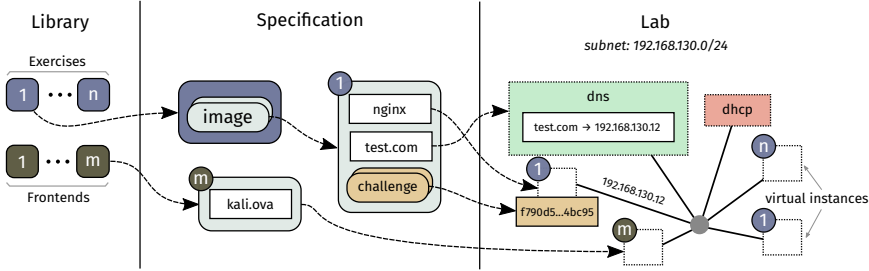 Library
Specification
Lab
subnet: 192.168.130.0/24
Exercises
1 ••• n
1 ••• m
Frontends
image
m
kali.ova
1
nginx
test.com
challenge
dns
test.com → 192.168.130.12
dhcp
1
f790d5...4bc95
192.168.130.12
m
n
virtual instances
1